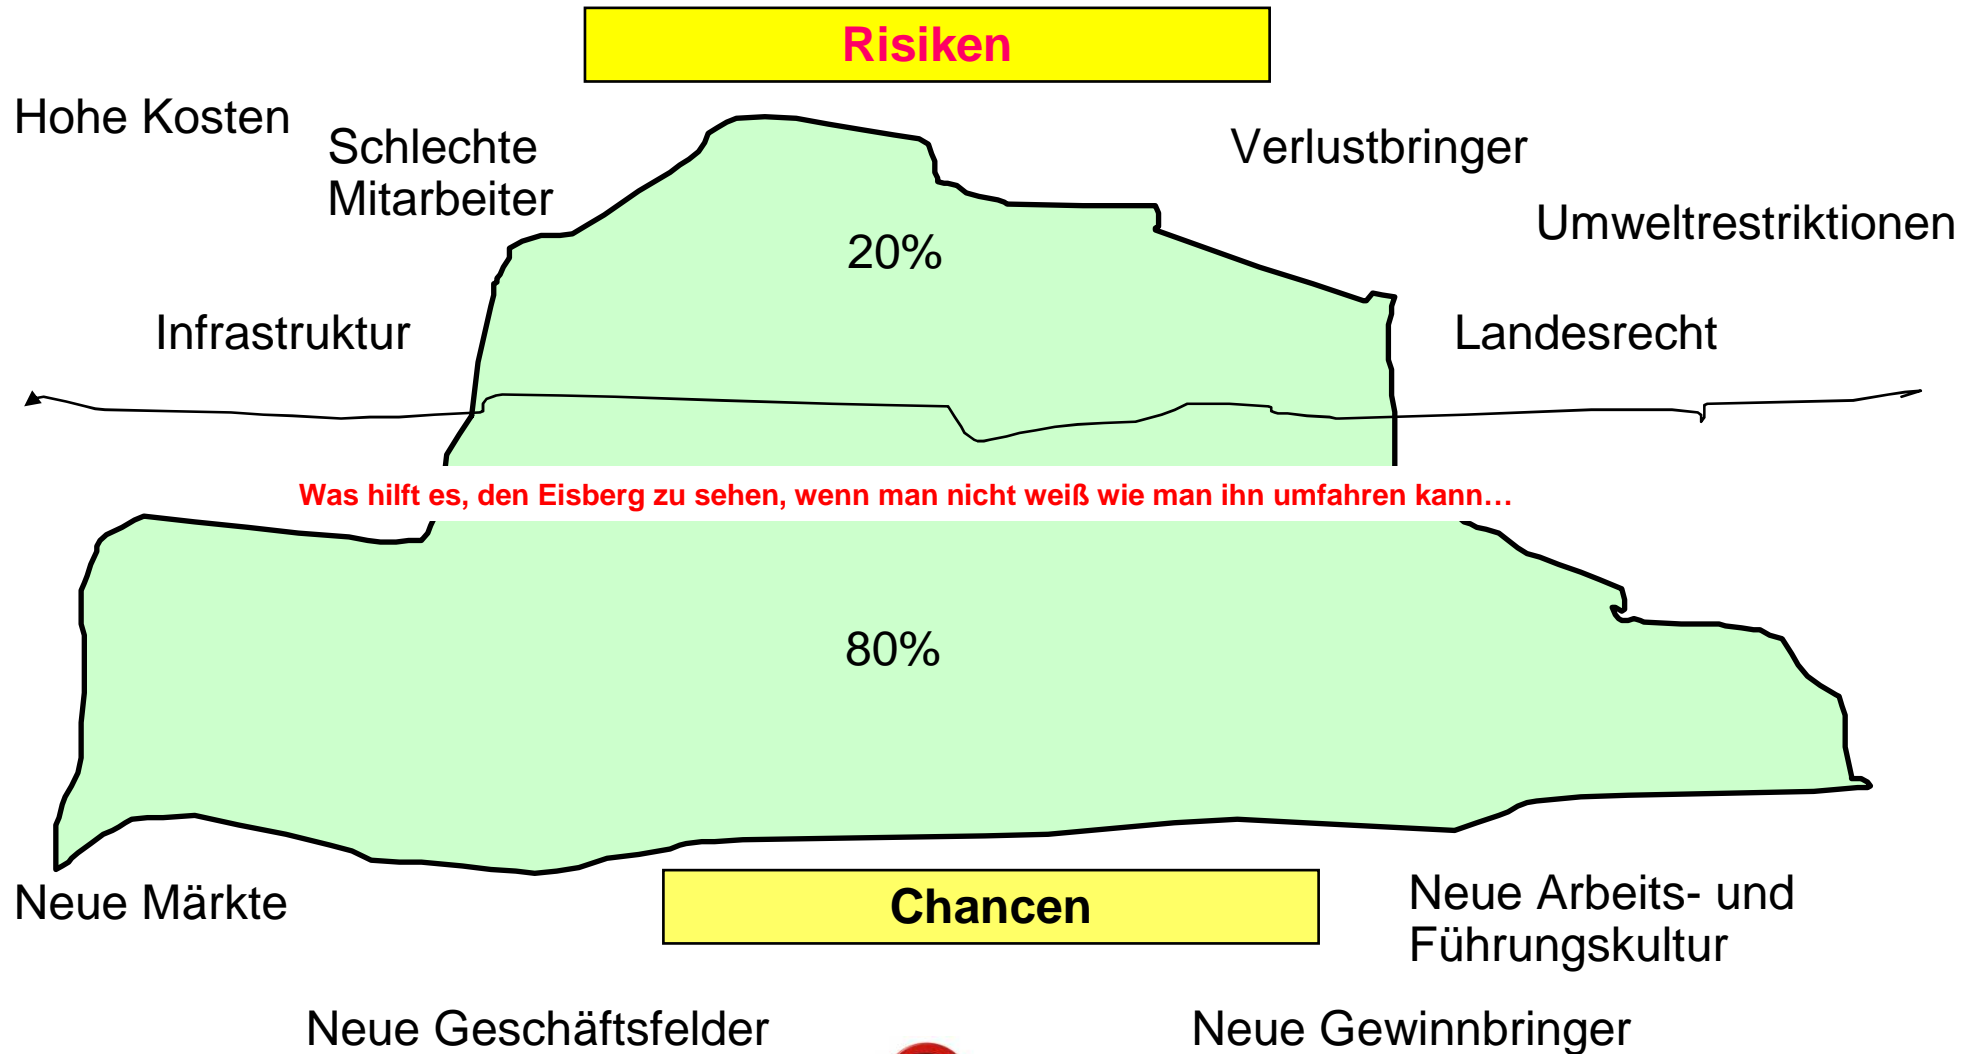 Risiken
Hohe Kosten
Schlechte
Mitarbeiter
Verlustbringer
Umweltrestriktionen
20%
Infrastruktur
Landesrecht
Was hilft es, den Eisberg zu sehen, wenn man nicht weiß wie man ihn umfahren kann…
80%
Neue Märkte
Chancen
Neue Arbeits- und
Führungskultur
Neue Geschäftsfelder
Neue Gewinnbringer